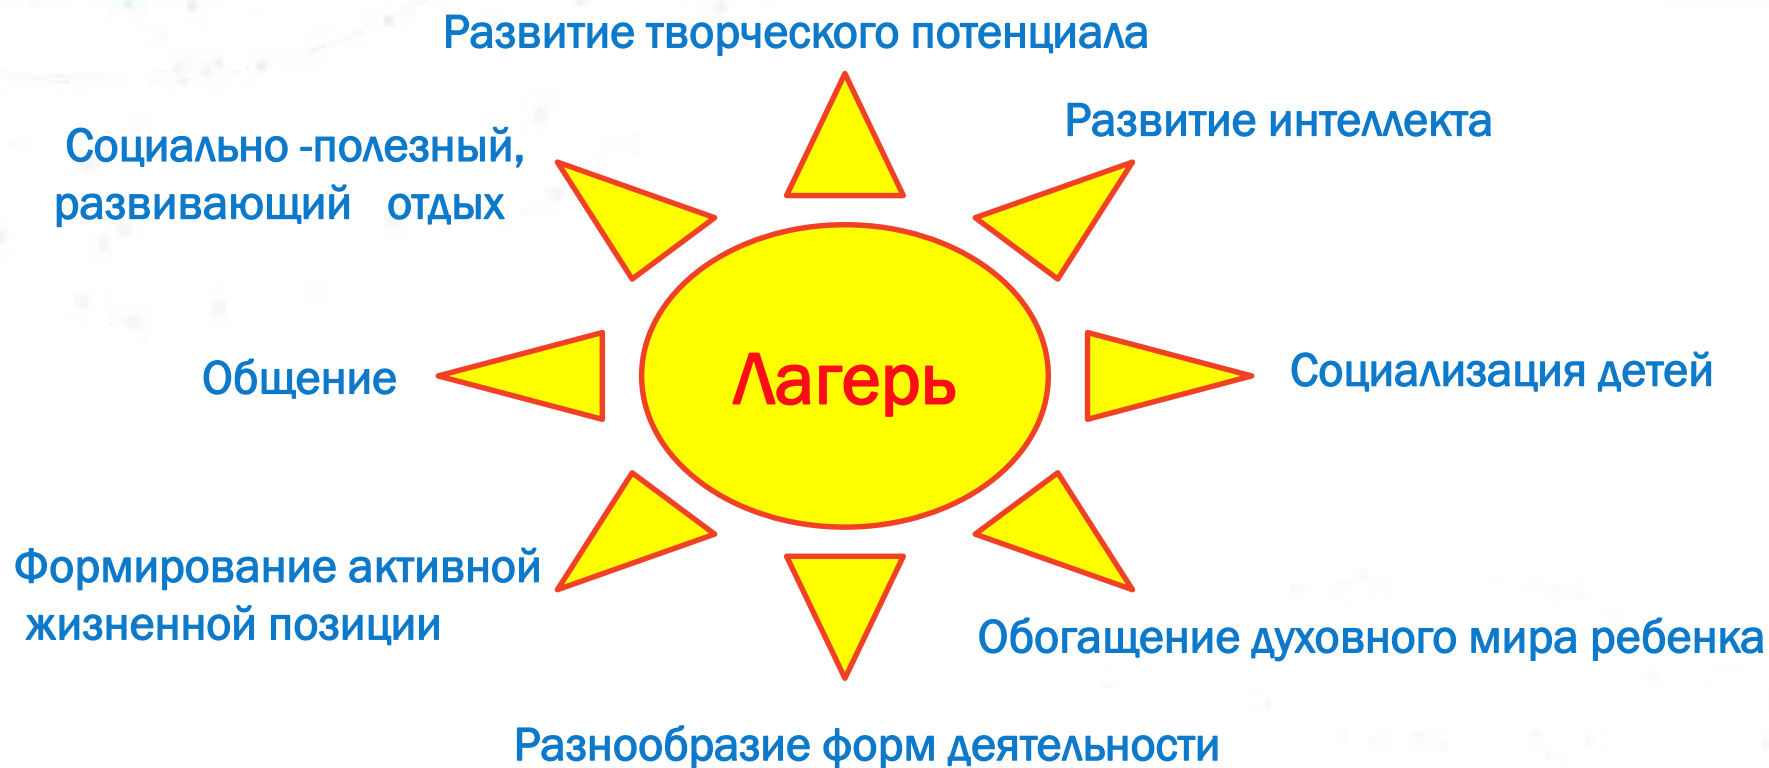 Развитие творческого потенциала
Развитие интеллекта
Социально -полезный,
развивающий отдых
Общение
Лагерь
Социализация детей
Формирование активной
жизненной позиции
Обогащение духовного мира ребенка
Разнообразие форм деятельности